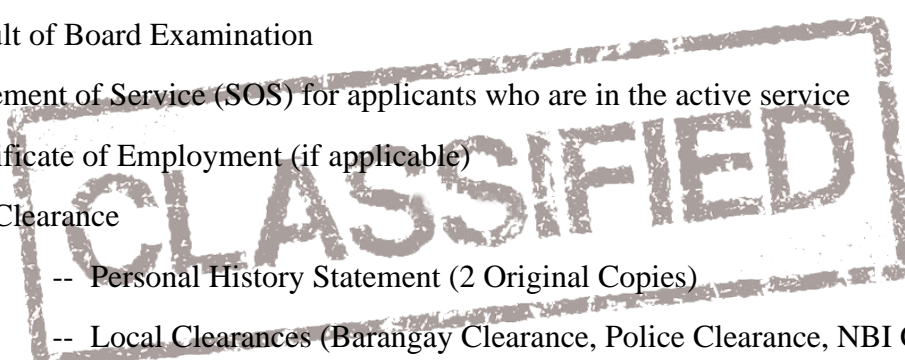 ult of Board Examination
ement of Service (SOS) for applicants who are in the active service
ificate of Employment (if applicable)
Clearance
-- Personal History Statement (2 Original Copies)
-- Local Clearances (Barangay Clearance, Police Clearance, NBI C
CLASSIFIED